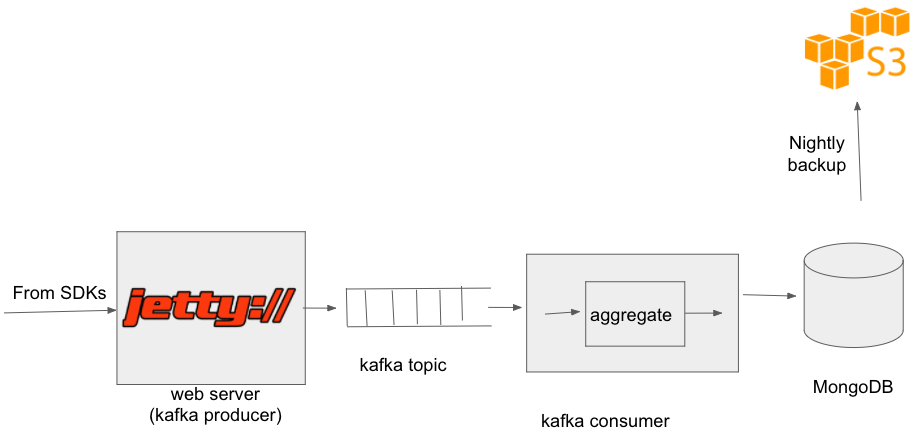 S3
Nightly
backup
From SDKs
jetty://
aggregate
kafka topic
web server
(kafka producer)
kafka consumer
MongoDB